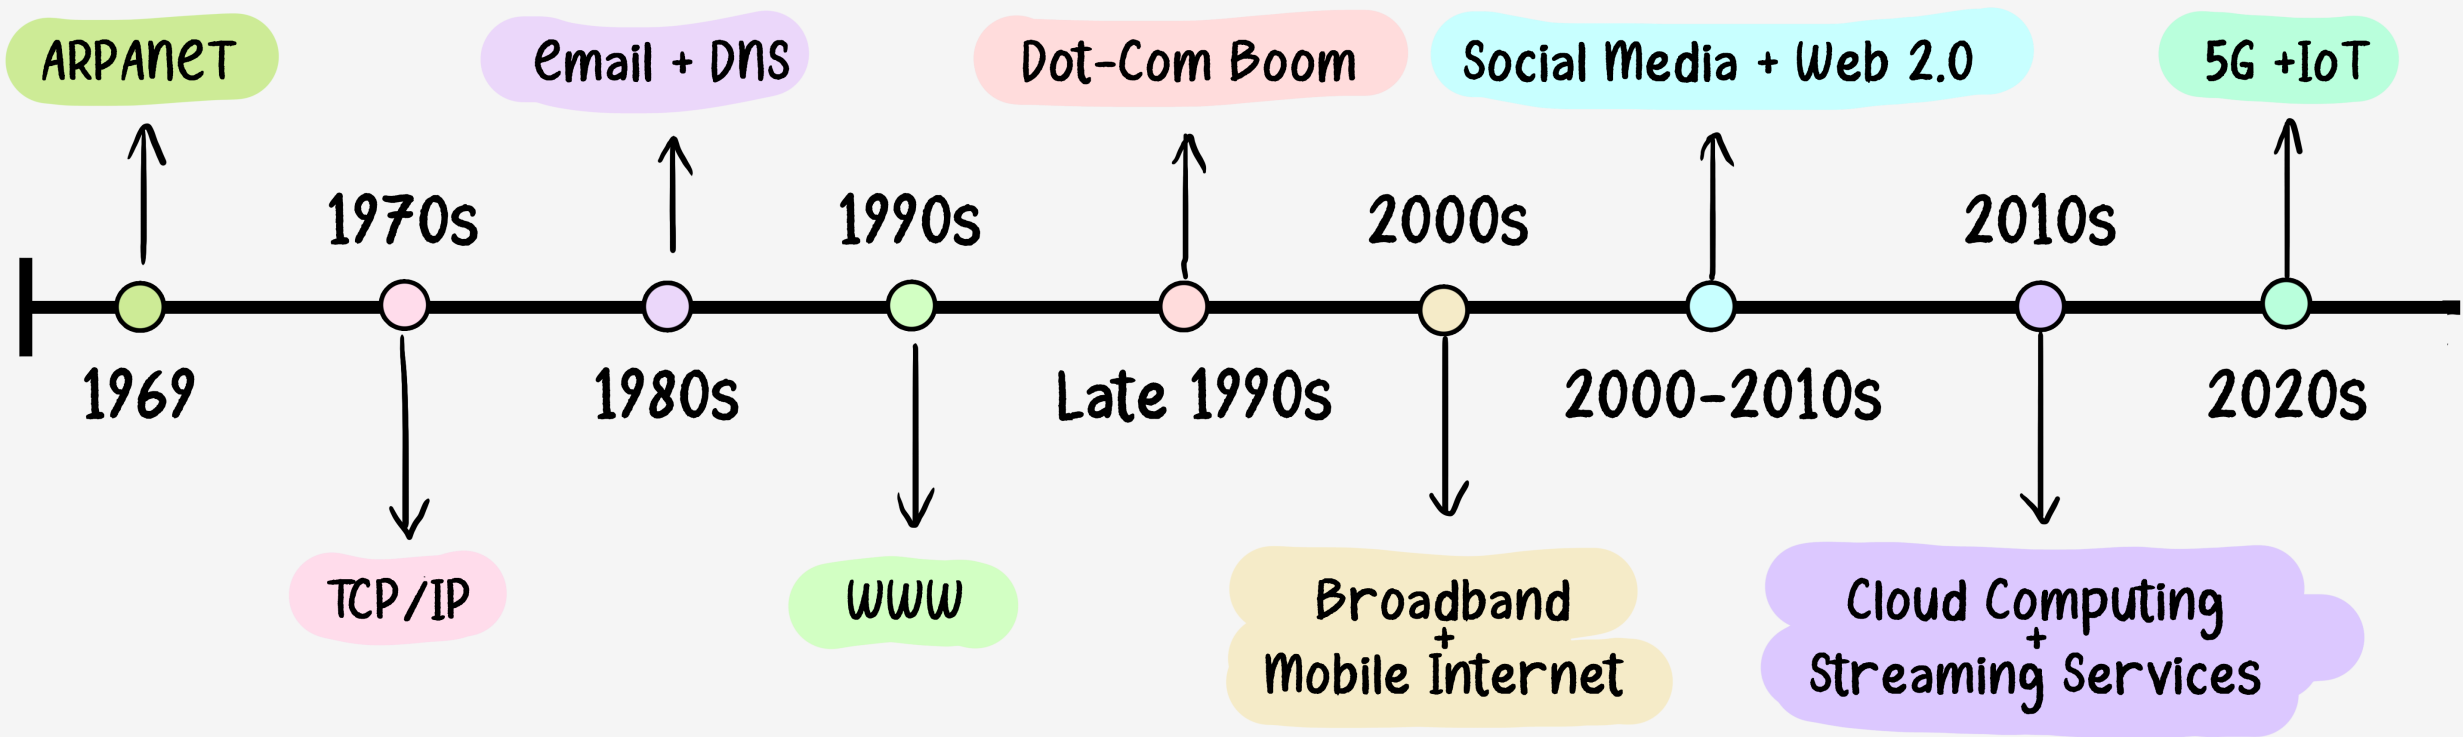 ARPANET
Email + DNS
Dot-Com Boom
Social Media + Web 2.0
5G +IoT
1970s
1990s
2000s
2010s
1969
1980s
Late 1990s
2000-2010s
2020s
TCP/IP
WWW
Broadband
+
Mobile Internet
Cloud Computing
+
Streaming Services